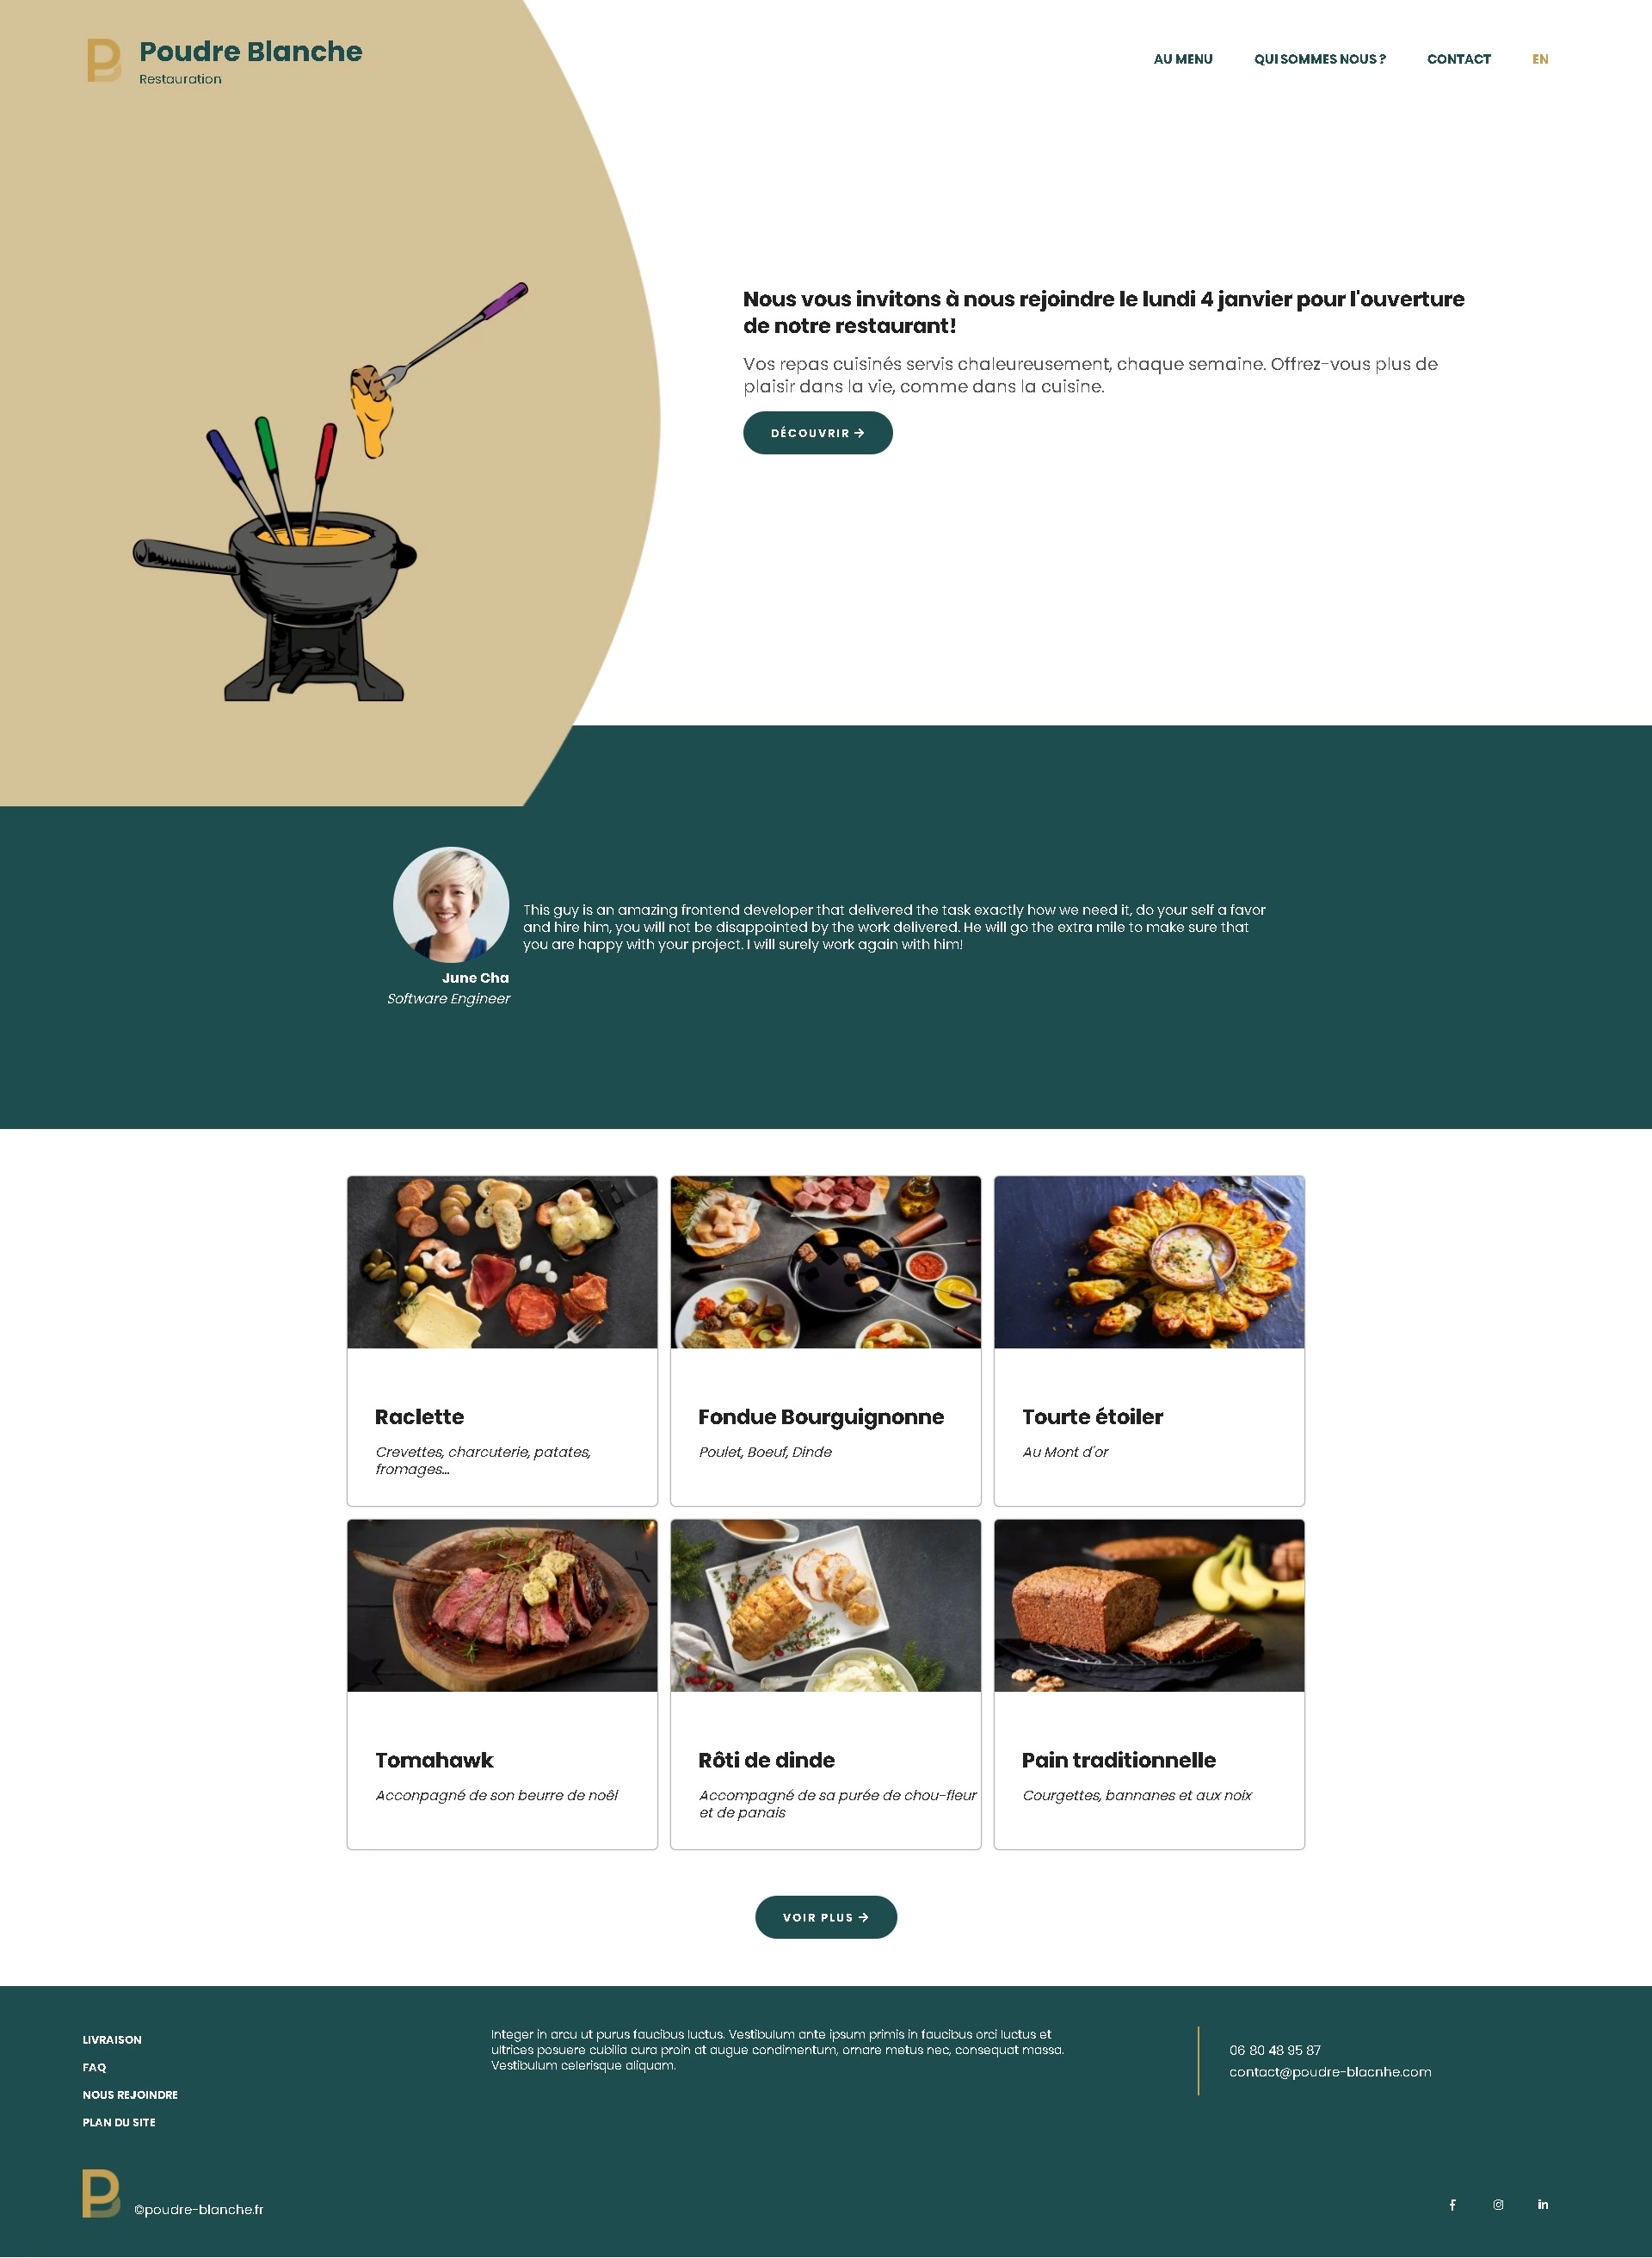 Poudre Blanche
Restauration
AU MENU
QUI SOMMES NOUS ?
CONTACT
EN
Nous vous invitons à nous rejoindre le lundi 4 janvier pour l'ouverture
de notre restaurant!
Vos repas cuisinés servis chaleureusement, chaque semaine. Offrez-vous plus de
plaisir dans la vie, comme dans la cuisine.
DÉCOUVRIR →
This guy is an amazing frontend developer that delivered the task exactly how we need it, do your self a favor
and hire him, you will not be disappointed by the work delivered. He will go the extra mile to make sure that
you are happy with your project. I will surely work again with him!
June Cha
Software Engineer
Raclette
Crevettes, charcuterie, patates,
fromages...
Fondue Bourguignonne
Poulet, Boeuf, Dinde
Tourte étoiler
Au Mont d'or
Tomahawk
Acconpagné de son beurre de noêl
Rôti de dinde
Accompagné de sa purée de chou-fleur
et de panais
Pain traditionnelle
Courgettes, bannanes et aux noix
VOIR PLUS →
LIVRAISON
FAQ
NOUS REJOINDRE
PLAN DU SITE
Integer in arcu ut purus faucibus luctus. Vestibulum ante ipsum primis in faucibus orci luctus et
ultrices posuere cubilia cura proin at augue condimentum, ornare metus nec, consequat massa.
Vestibulum celerisque aliquam.
06 80 48 95 87
contact@poudre-blacnhe.com
©poudre-blanche.fr